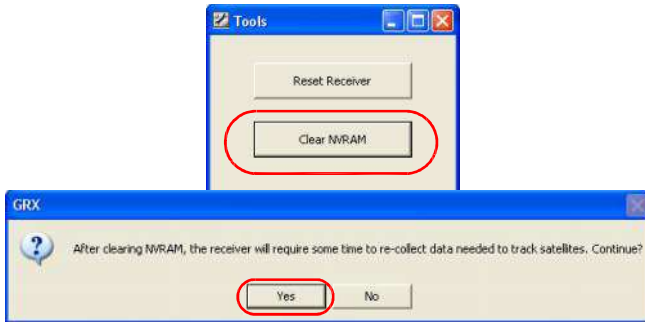 Tools
Reset Receiver
Clear NVRAM
GRX
After clearing NVRAM, the receiver will require some time to re-collect data needed to track satellites. Continue?
Yes No